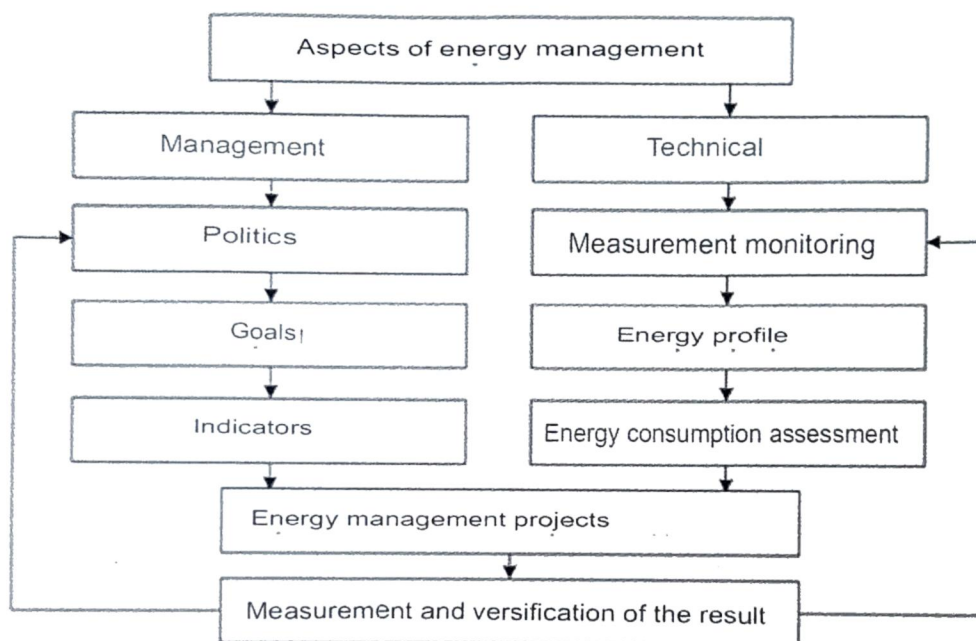 Aspects of energy management
Management
Technical
Politics
Measurement monitoring
Goals
Energy profile
Indicators
Energy consumption assessment
Energy management projects
Measurement and versification of the result